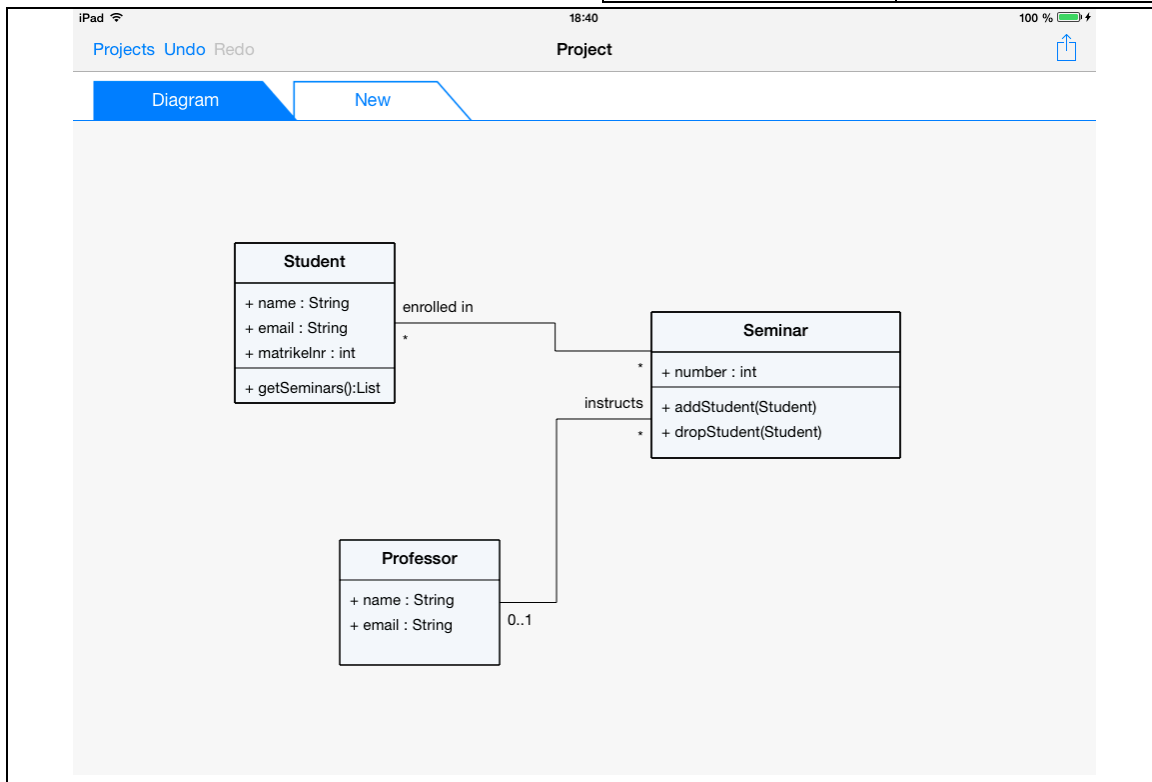 iPad 18:40 100 %
Projects Undo Redo Project
Diagram New
Student
+ name : String
+ email : String
+ matrikelnr : int
+ getSeminars():List
enrolled in
*
*
Seminar
+ number : int
+ addStudent(Student)
+ dropStudent(Student)
instructs
*
Professor
+ name : String
+ email : String
0..1